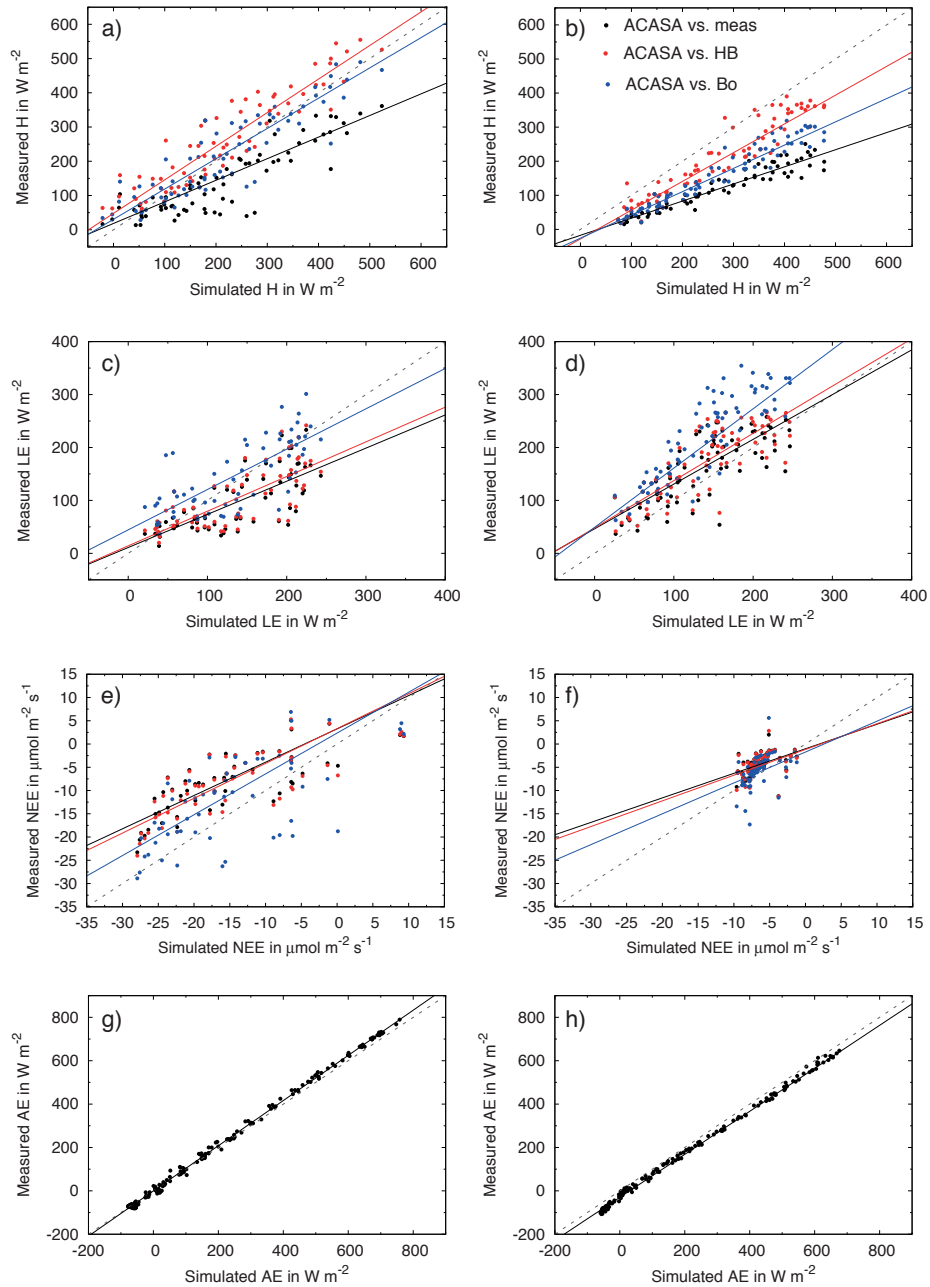 a)
Measured H in W m-2
600
500
400
300
200
100
0
0 100 200 300 400 500 600
Simulated H in W m-2
b)
ACASA vs. meas
ACASA vs. HB
ACASA vs. Bo
Measured H in W m-2
600
500
400
300
200
100
0
0 100 200 300 400 500 600
Simulated H in W m-2
c)
Measured LE in W m-2
400
300
200
100
0
0 100 200 300 400
Simulated LE in W m-2
d)
Measured LE in W m-2
400
300
200
100
0
0 100 200 300 400
Simulated LE in W m-2
e)
Measured NEE in μmol m-2 s-1
15
10
5
0
-5
-10
-15
-20
-25
-30
-35
-35 -30 -25 -20 -15 -10 -5 0 5 10 15
Simulated NEE in μmol m-2 s-1
f)
Measured NEE in μmol m-2 s-1
15
10
5
0
-5
-10
-15
-20
-25
-30
-35
-35 -30 -25 -20 -15 -10 -5 0 5 10 15
Simulated NEE in μmol m-2 s-1
g)
Measured AE in W m-2
800
600
400
200
0
-200
-200 0 200 400 600 800
Simulated AE in W m-2
h)
Measured AE in W m-2
800
600
400
200
0
-200
-200 0 200 400 600 800
Simulated AE in W m-2